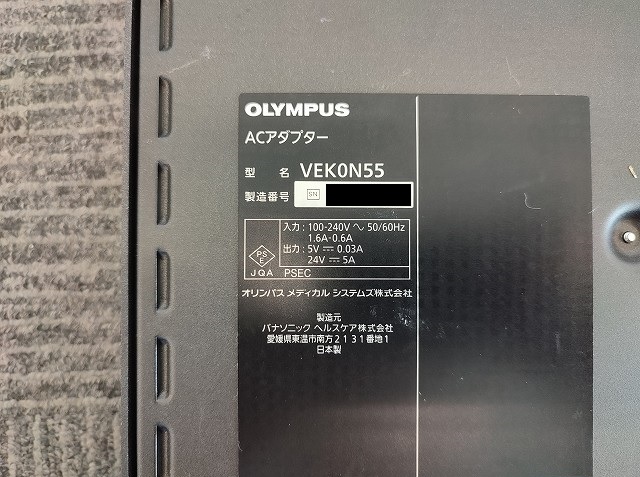 OLYMPUS
ACアダプター
型 名 VEK0N55
製造番号 SN
入力 : 100-240V ～ 50/60Hz
1.6A-0.6A
出力 : 5V ⎓ 0.03A
24V ⎓ 5A
PS
E
JQA PSEC
オリンパス メディカル システムズ株式会社
製造元
パナソニック ヘルスケア株式会社
愛媛県東温市南方2131番地1
日本製